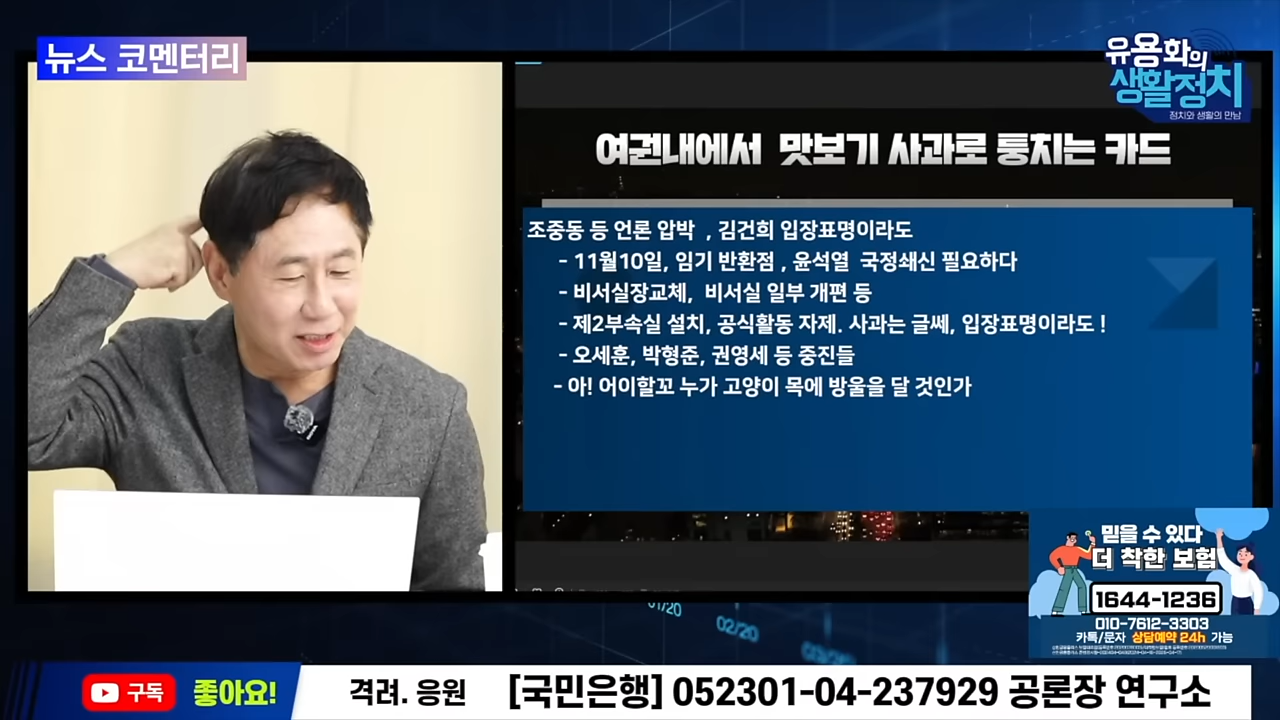 뉴스 코멘터리
유용화의
생활정치
정치와 생활의 만남
여권내에서 맛보기 사과로 퉁치는 카드
조중동 등 언론 압박 , 김건희 입장표명이라도
- 11월10일, 임기 반환점 , 윤석열 국정쇄신 필요하다
- 비서실장교체, 비서실 일부 개편 등
- 제2부속실 설치, 공식활동 자제. 사과는 글쎄, 입장표명이라도 !
- 오세훈, 박형준, 권영세 등 중진들
- 아! 어이할꼬 누가 고양이 목에 방울을 달 것인가
믿을 수 있다
더 착한 보험
1644-1236
010-7612-3303
카톡/문자 상담예약 24h 가능
01/20
02/20
구독 좋아요! 격려. 응원 [국민은행] 052301-04-237929 공론장 연구소